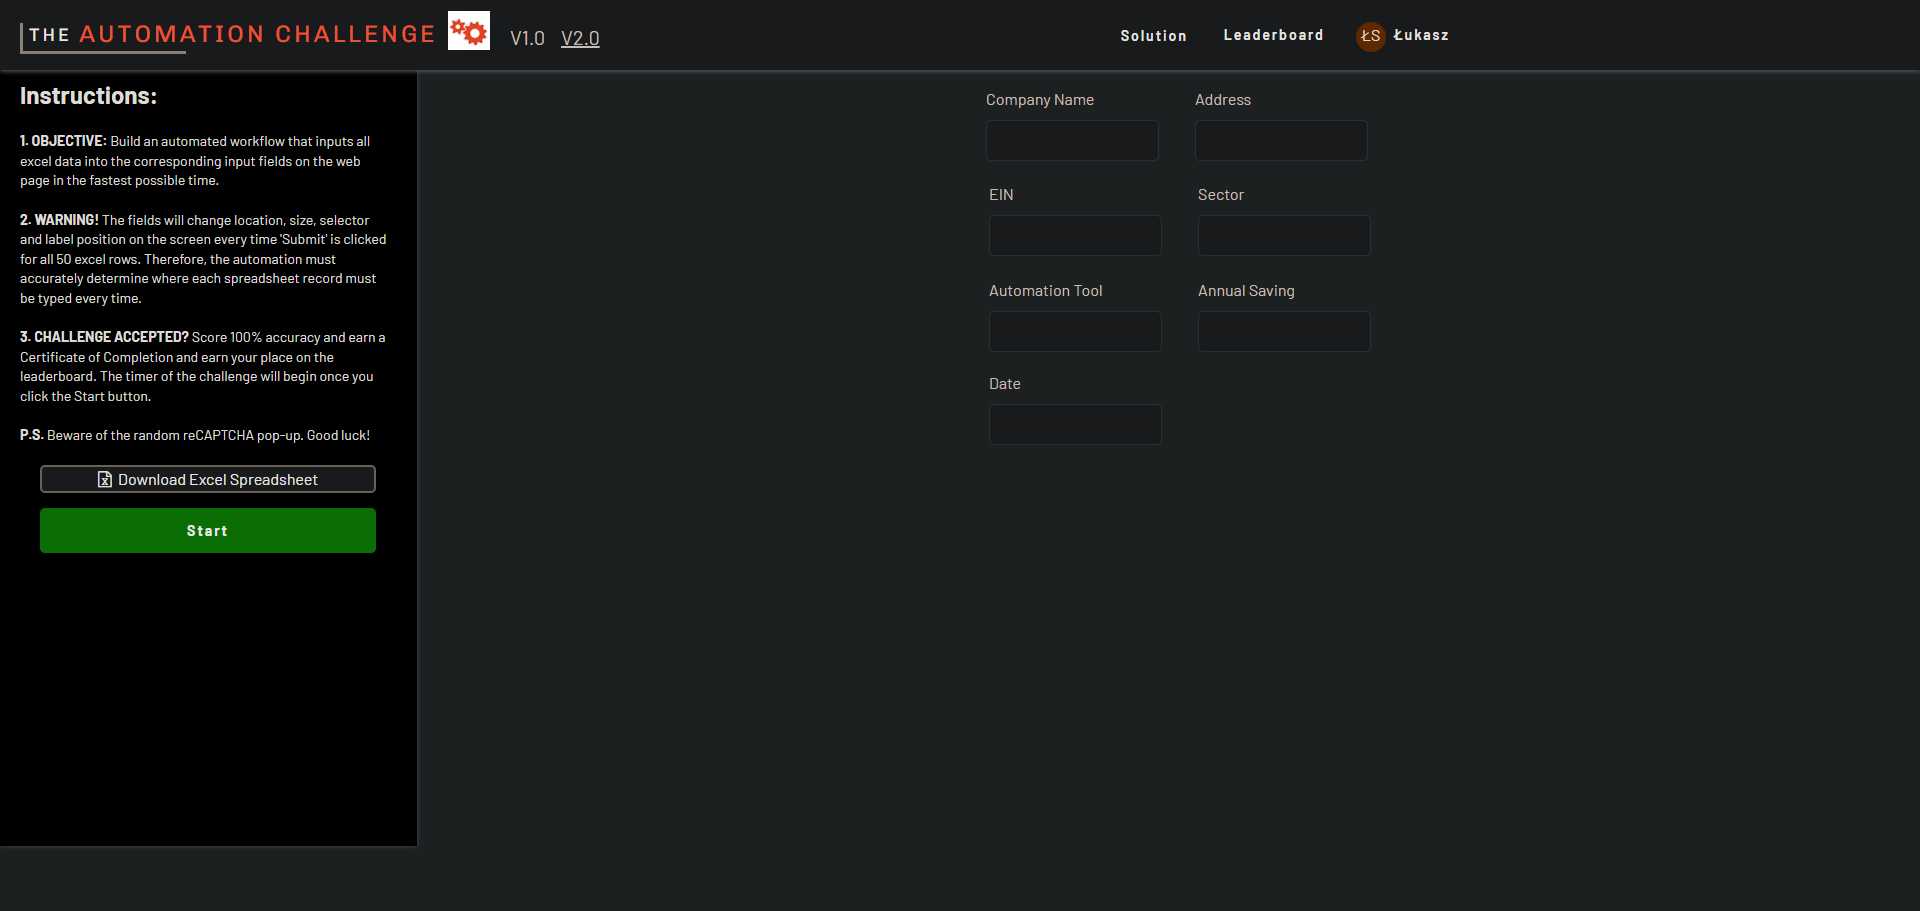 THE AUTOMATION CHALLENGE V1.0 V2.0 Solution Leaderboard ŁS Łukasz
Instructions:
1. OBJECTIVE: Build an automated workflow that inputs all
excel data into the corresponding input fields on the web
page in the fastest possible time.
2. WARNING! The fields will change location, size, selector
and label position on the screen every time 'Submit' is clicked
for all 50 excel rows. Therefore, the automation must
accurately determine where each spreadsheet record must
be typed every time.
3. CHALLENGE ACCEPTED? Score 100% accuracy and earn a
Certificate of Completion and earn your place on the
leaderboard. The timer of the challenge will begin once you
click the Start button.
P.S. Beware of the random reCAPTCHA pop-up. Good luck!
Download Excel Spreadsheet
Start
Company Name Address
EIN Sector
Automation Tool Annual Saving
Date